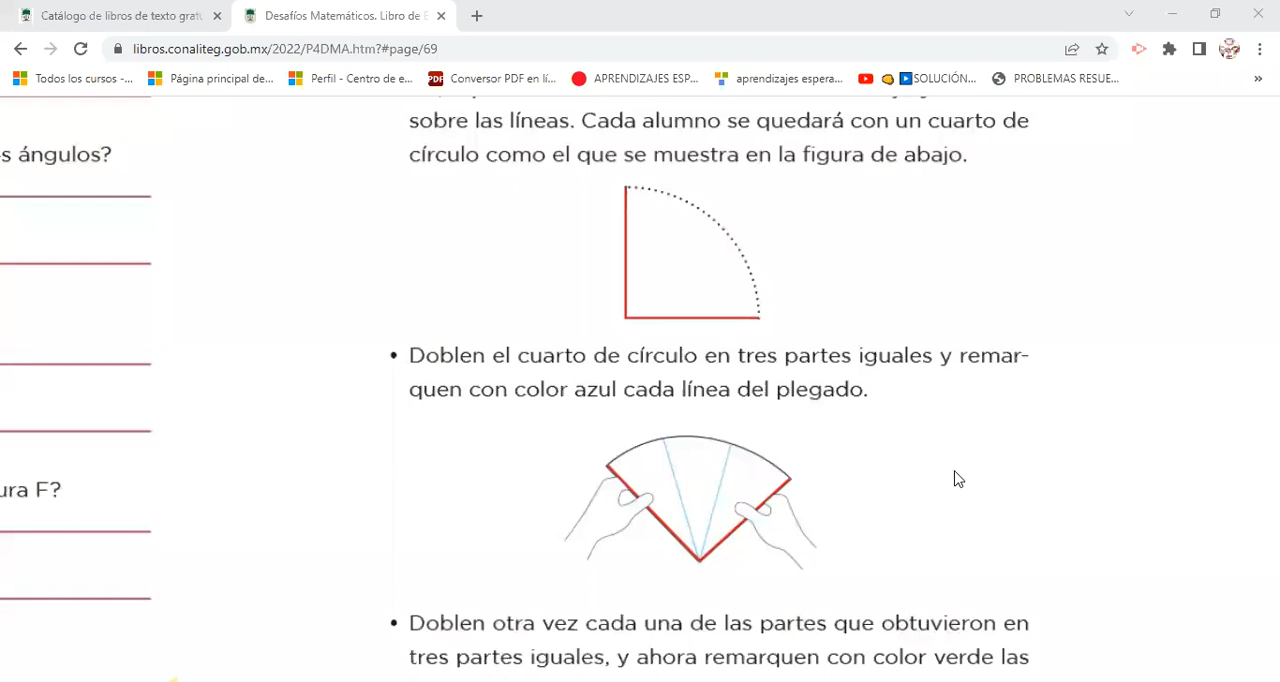 Catálogo de libros de texto gratu
Desafíos Matemáticos. Libro de E
libros.conaliteg.gob.mx/2022/P4DMA.htm?#page/69
Todos los cursos -...
Página principal de...
Perfil - Centro de e...
PDF
Conversor PDF en lí...
APRENDIZAJES ESP...
aprendizajes espera...
SOLUCIÓN...
PROBLEMAS RESUE...
»
sobre las líneas. Cada alumno se quedará con un cuarto de
s ángulos?
círculo como el que se muestra en la figura de abajo.
• Doblen el cuarto de círculo en tres partes iguales y remar-
quen con color azul cada línea del plegado.
ura F?
• Doblen otra vez cada una de las partes que obtuvieron en
tres partes iguales, y ahora remarquen con color verde las